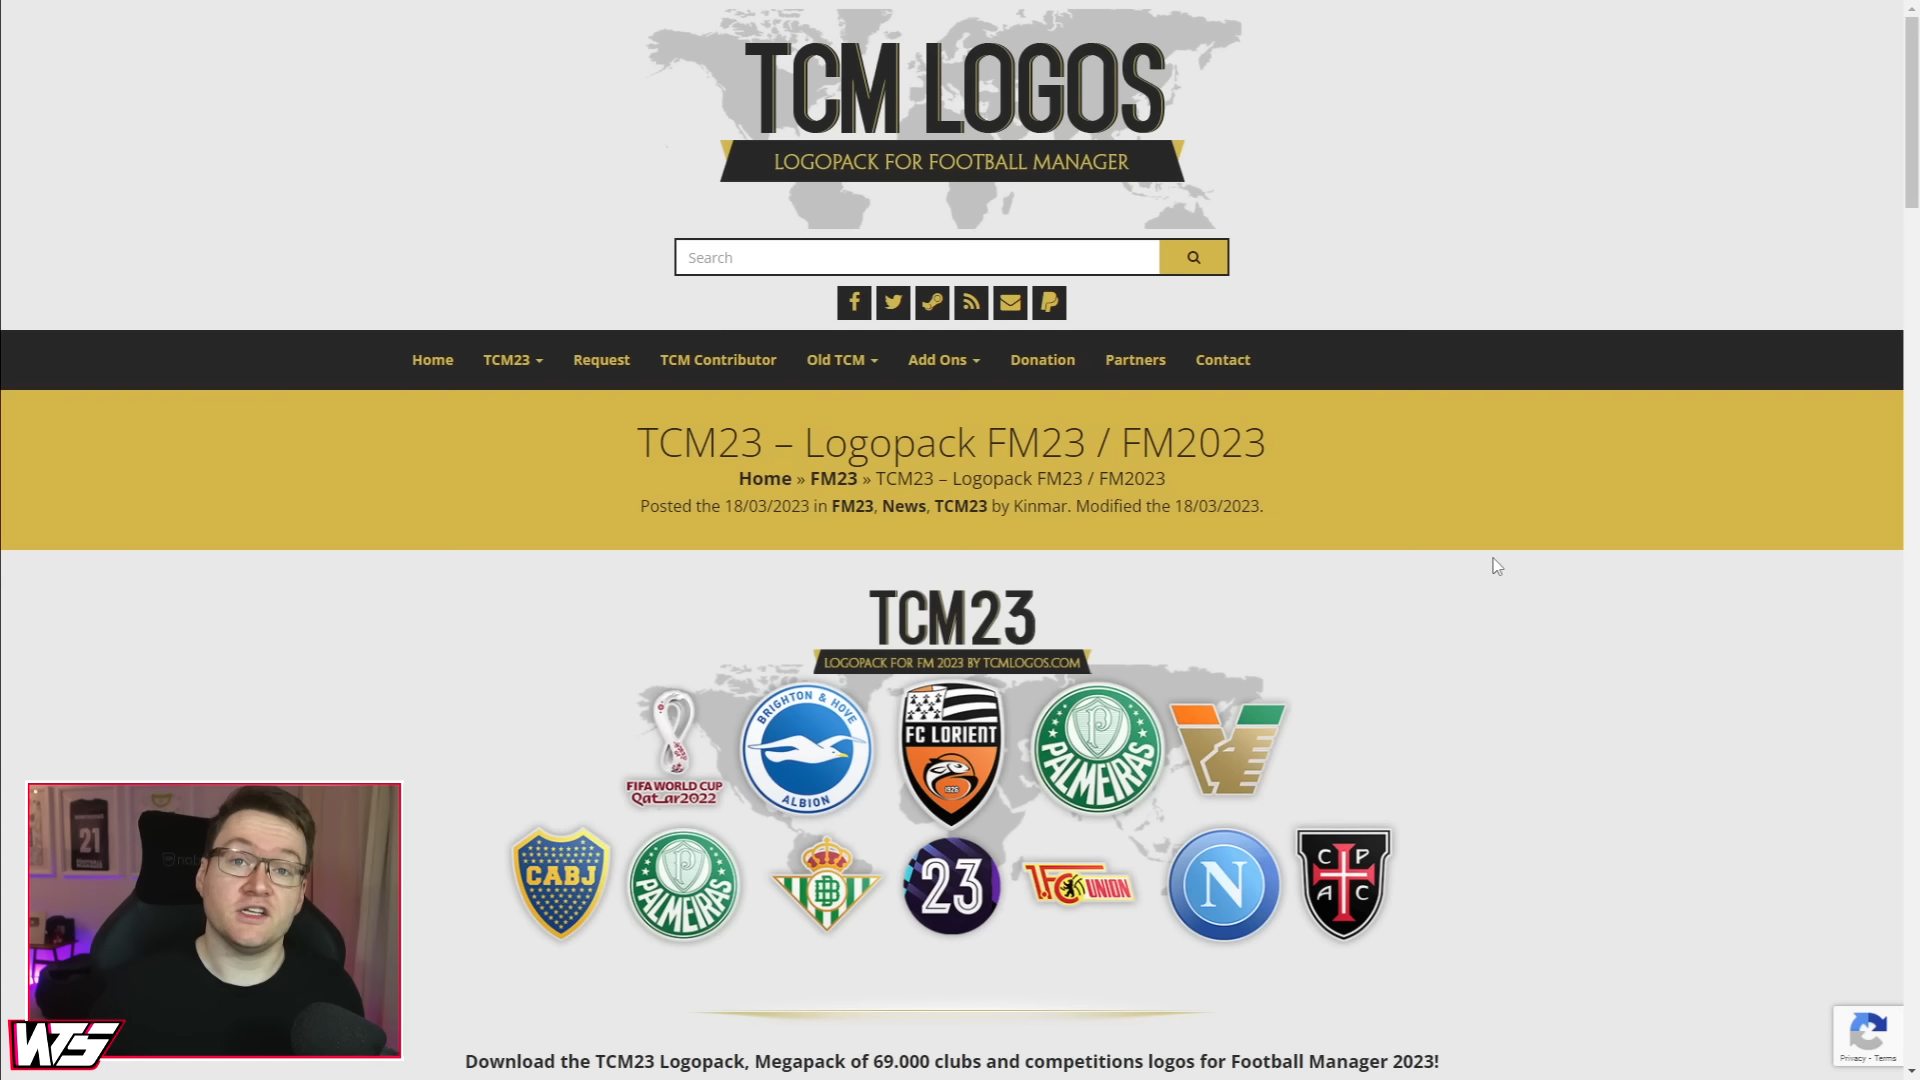 TCM LOGOS
LOGOPACK FOR FOOTBALL MANAGER
Search
Home TCM23 Request TCM Contributor Old TCM Add Ons Donation Partners Contact
TCM23 – Logopack FM23 / FM2023
Home » FM23 » TCM23 – Logopack FM23 / FM2023
Posted the 18/03/2023 in FM23, News, TCM23 by Kinmar. Modified the 18/03/2023.
TCM23
LOGOPACK FOR FM 2023 BY TCMLOGOS.COM
FIFA WORLD CUP
Qatar2022
BRIGHTON & HOVE
ALBION
FC LORIENT
1926
P
PALMEIRAS
CABJ
P
PALMEIRAS
23
1.FC UNION
N
C P
A C
21
WTS
Privacy - Terms
Download the TCM23 Logopack, Megapack of 69.000 clubs and competitions logos for Football Manager 2023!